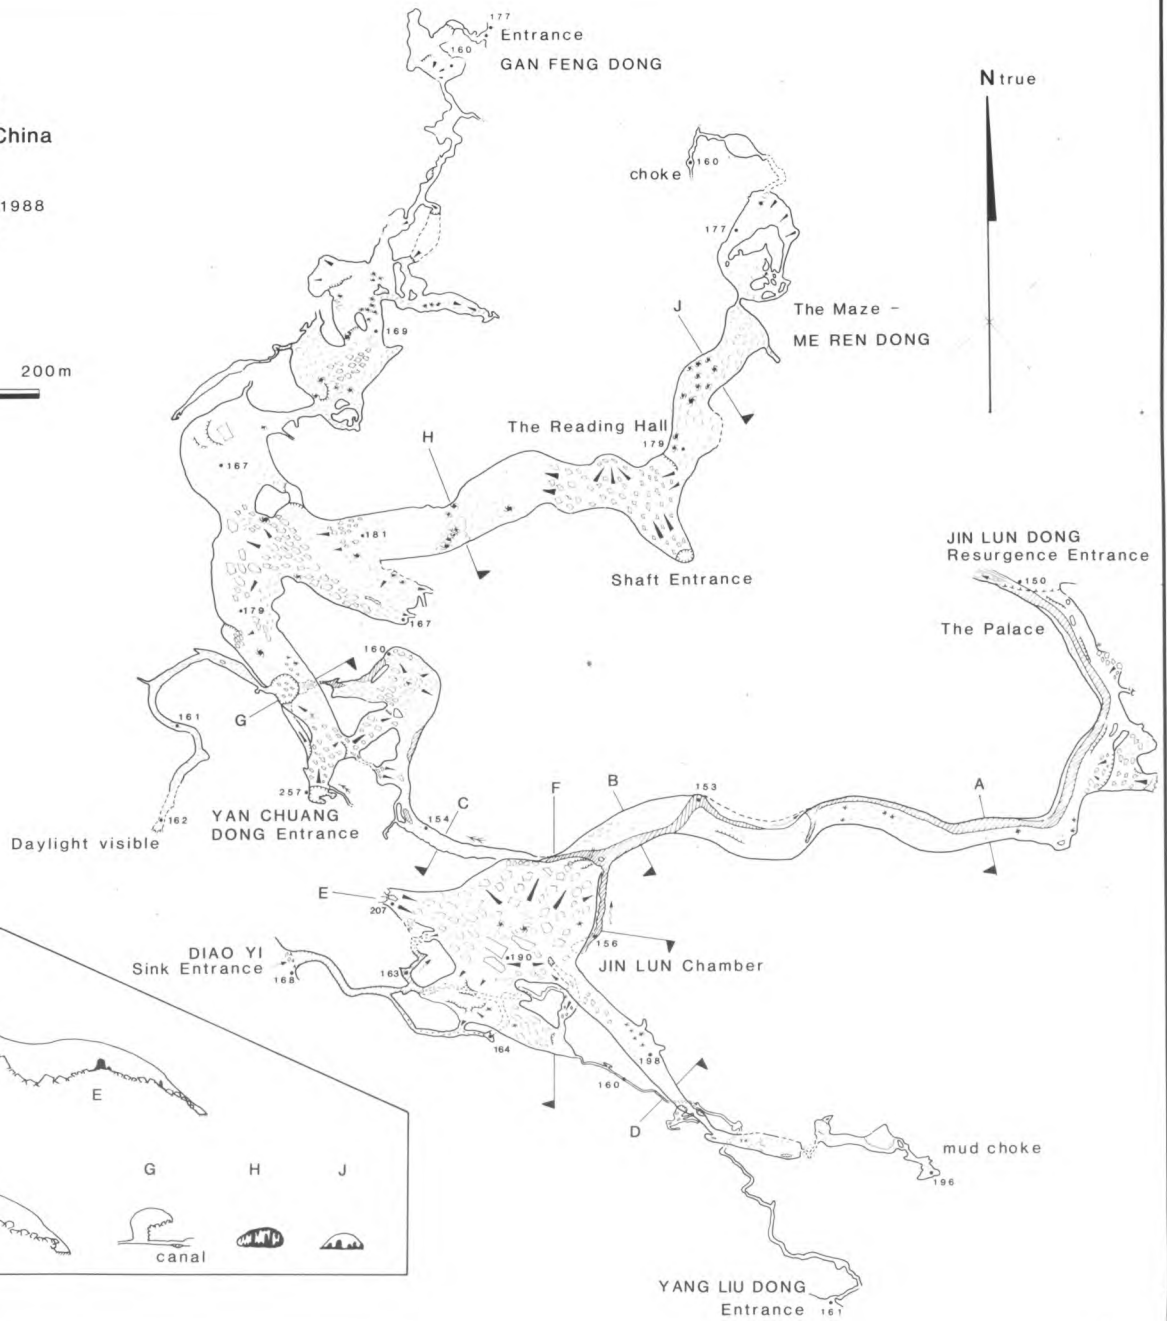 177
Entrance
160
GAN FENG DONG
N true
China
160
choke
1988
177
The Maze –
ME REN DONG
J
169
200m
The Reading Hall
179
H
167
181
JIN LUN DONG
Resurgence Entrance
150
Shaft Entrance
179
167
The Palace
160
G
161
257
YAN CHUANG
DONG Entrance
162
Daylight visible
154
C
F
B
153
A
E
207
156
DIAO YI
Sink Entrance
168
163
190
JIN LUN Chamber
164
198
160
D
E
mud choke
196
G
H
J
canal
YANG LIU DONG
Entrance
161